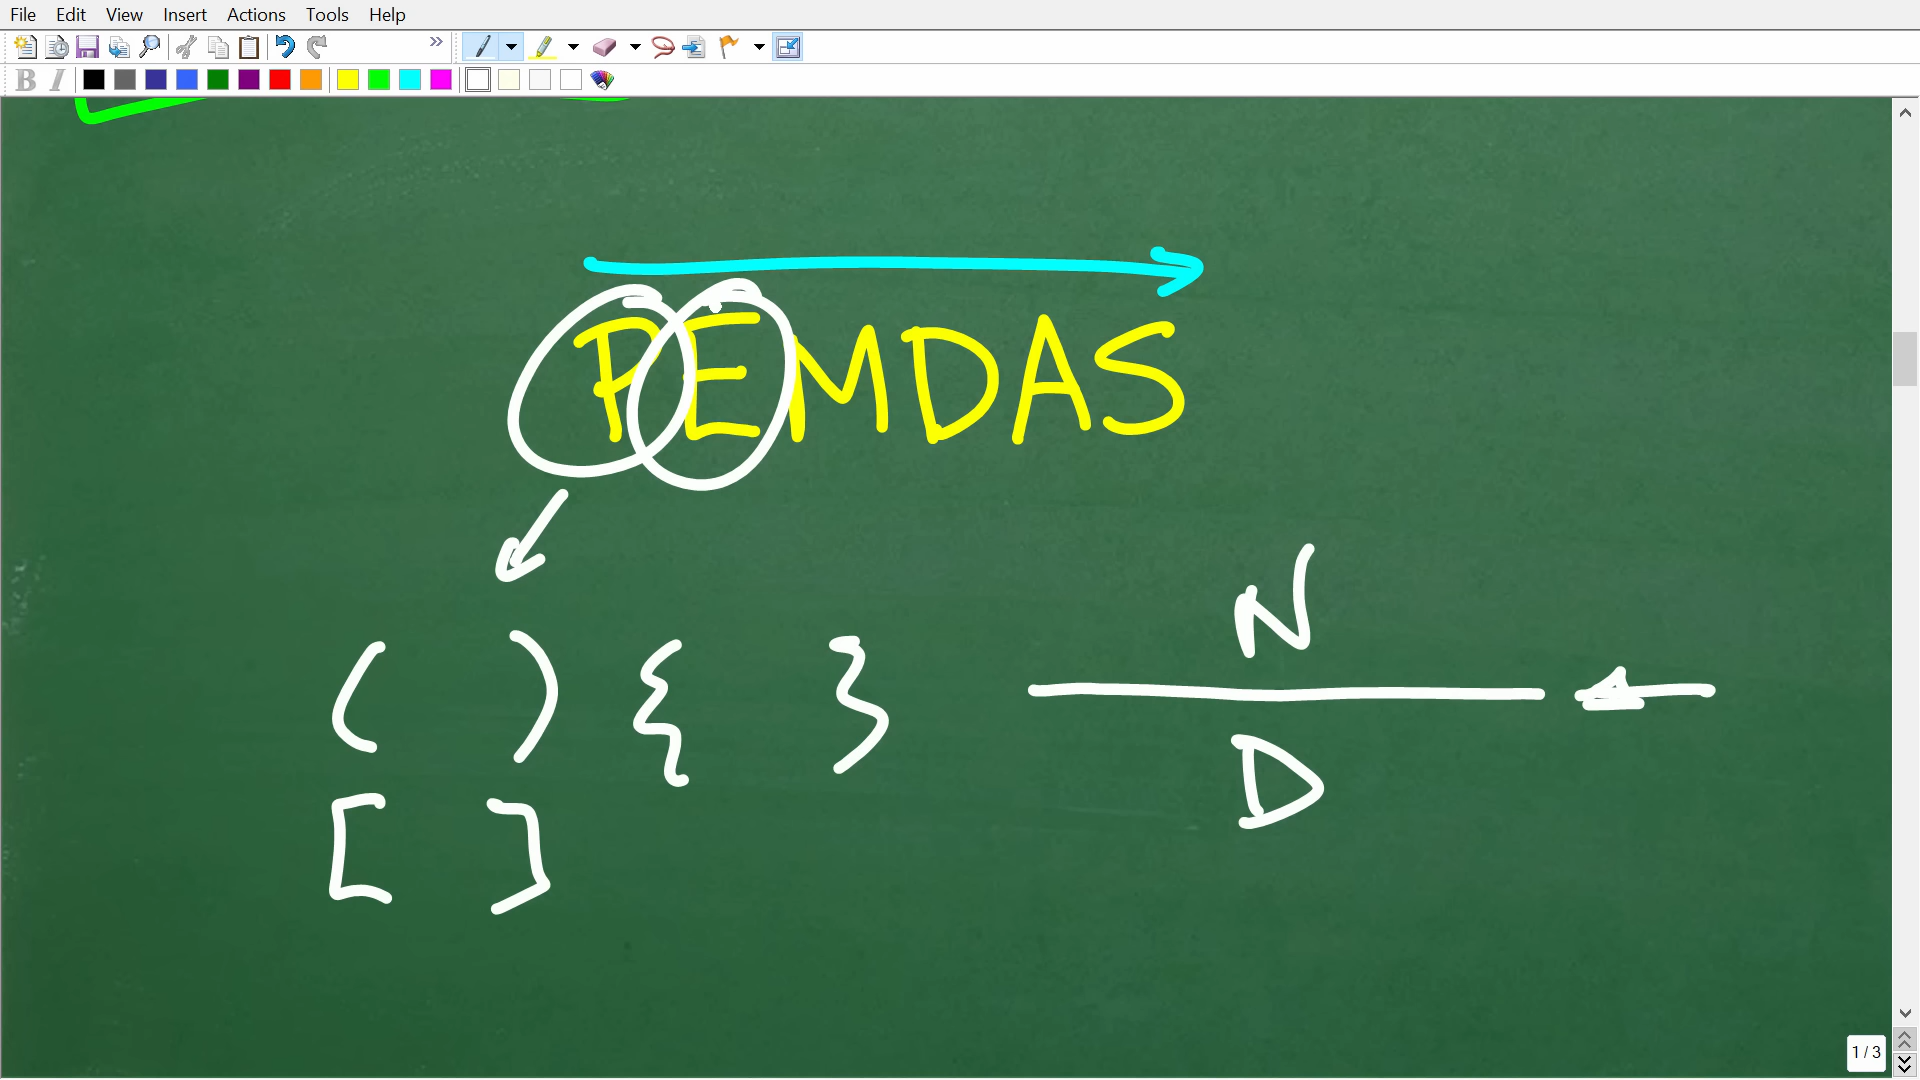 File Edit View Insert Actions Tools Help
B I
PEMDAS
N
( ) { }
D
[ ]
1 / 3